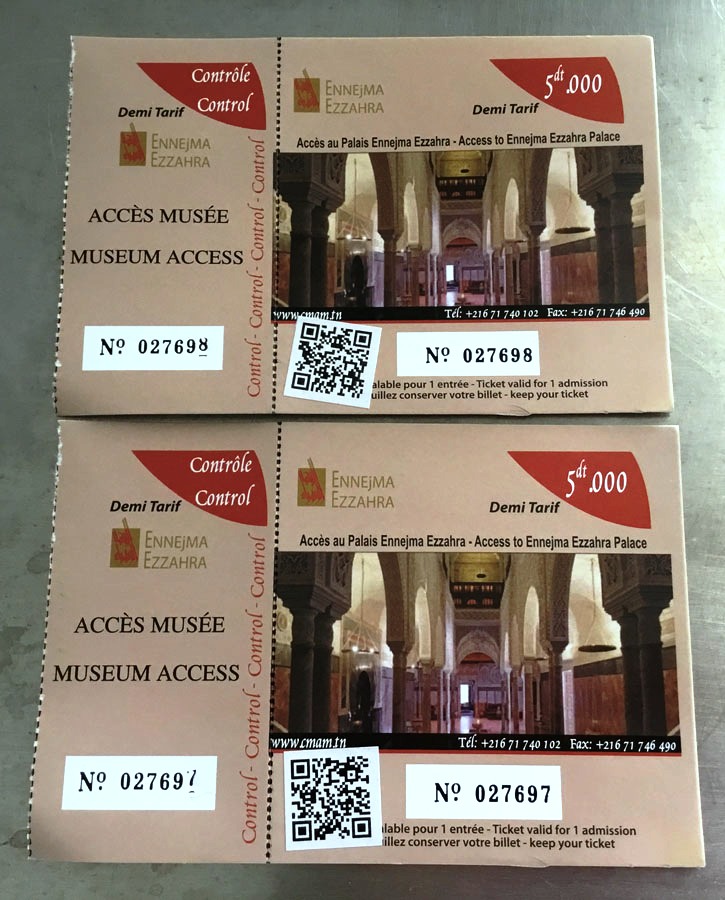 Contrôle
Control
Demi Tarif
ENNEJMA
EZZAHRA
ACCÈS MUSÉE
MUSEUM ACCESS
Control - Control - Control - Control
Nº 027698
ENNEJMA
EZZAHRA
Demi Tarif
5dt.000
Accès au Palais Ennejma Ezzahra - Access to Ennejma Ezzahra Palace
www.cmam.tn Tél: +216 71 740 102 Fax: +216 71 746 490
Nº 027698
alable pour 1 entrée - Ticket valid for 1 admission
uillez conserver votre billet - keep your ticket
Contrôle
Control
Demi Tarif
ENNEJMA
EZZAHRA
ACCÈS MUSÉE
MUSEUM ACCESS
Control - Control - Control - Control - Control
Nº 027697
ENNEJMA
EZZAHRA
Demi Tarif
5dt.000
Accès au Palais Ennejma Ezzahra - Access to Ennejma Ezzahra Palace
www.cmam.tn Tél: +216 71 740 102 Fax: +216 71 746 490
Nº 027697
alable pour 1 entrée - Ticket valid for 1 admission
illez conserver votre billet - keep your ticket